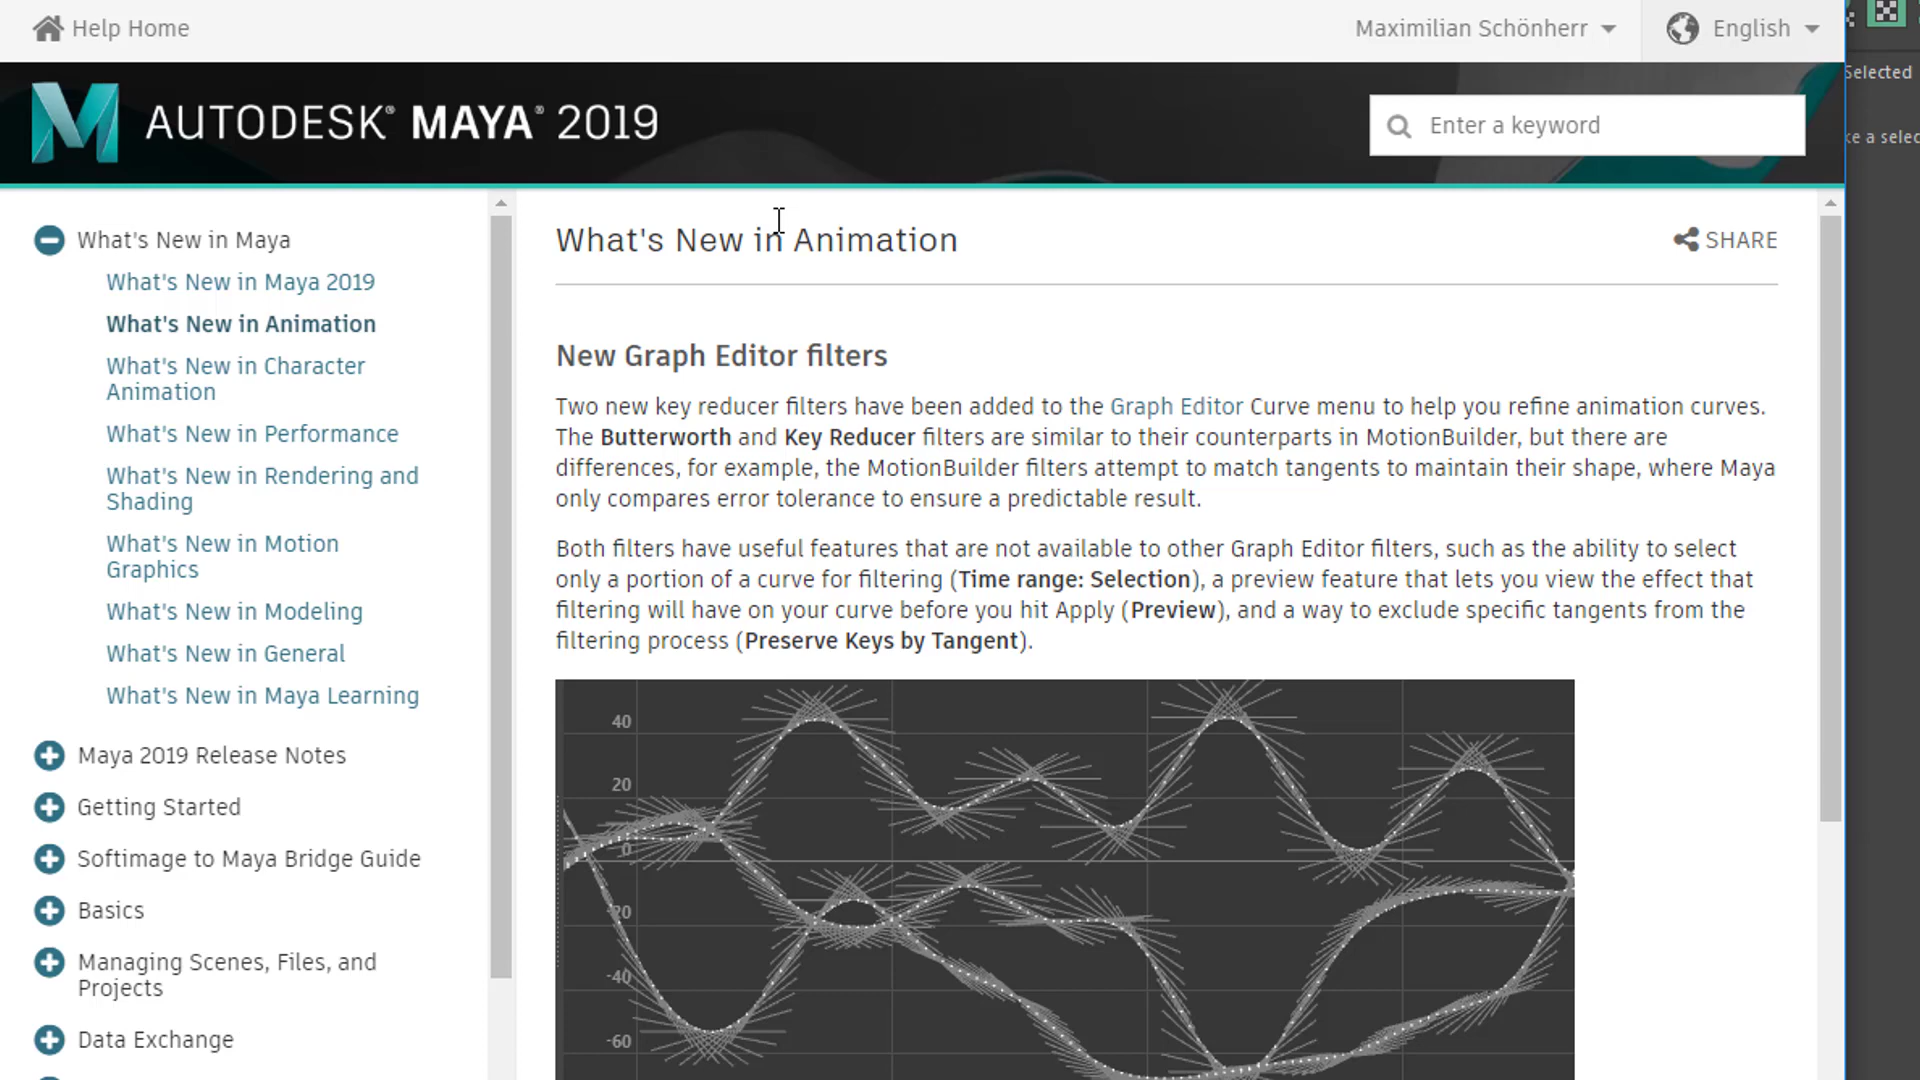 Help Home
Maximilian Schönherr
English
Selected
AUTODESK® MAYA® 2019
Enter a keyword
What's New in Maya
What's New in Maya 2019
What's New in Animation
What's New in Character
Animation
What's New in Performance
What's New in Rendering and
Shading
What's New in Motion
Graphics
What's New in Modeling
What's New in General
What's New in Maya Learning
Maya 2019 Release Notes
Getting Started
Softimage to Maya Bridge Guide
Basics
Managing Scenes, Files, and
Projects
Data Exchange
What's New in Animation
SHARE
New Graph Editor filters
Two new key reducer filters have been added to the Graph Editor Curve menu to help you refine animation curves.
The Butterworth and Key Reducer filters are similar to their counterparts in MotionBuilder, but there are
differences, for example, the MotionBuilder filters attempt to match tangents to maintain their shape, where Maya
only compares error tolerance to ensure a predictable result.
Both filters have useful features that are not available to other Graph Editor filters, such as the ability to select
only a portion of a curve for filtering (Time range: Selection), a preview feature that lets you view the effect that
filtering will have on your curve before you hit Apply (Preview), and a way to exclude specific tangents from the
filtering process (Preserve Keys by Tangent).
40
20
0
-20
-40
-60